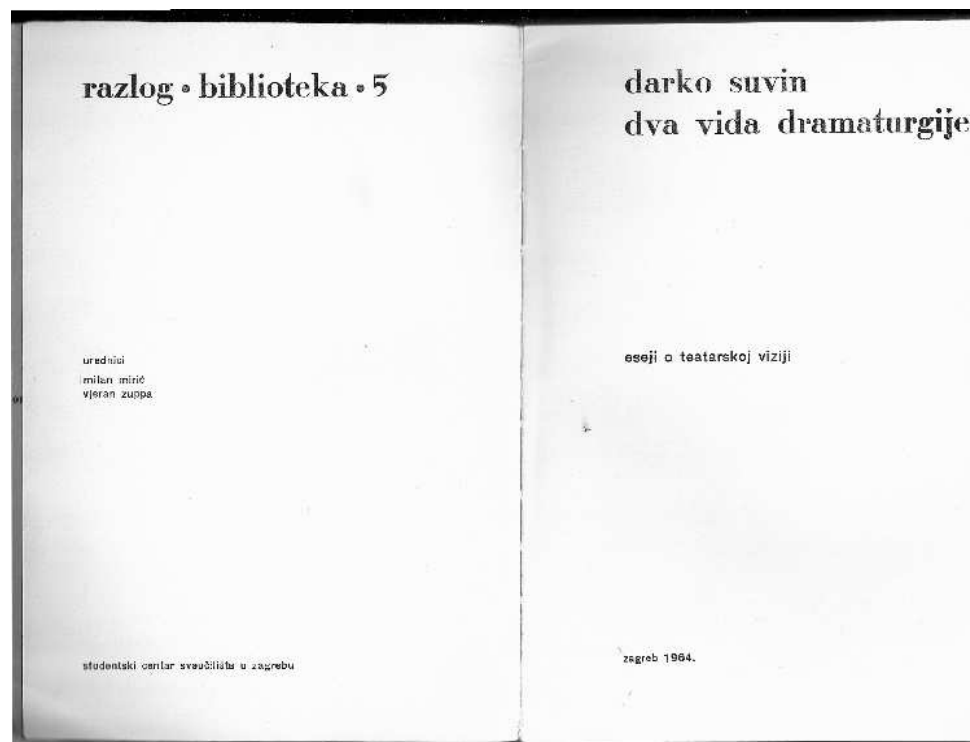 razlog • biblioteka • 5
urednici
milan mirić
vjeran zuppa
studentski centar sveučilišta u zagrebu
darko suvin
dva vida dramaturgije
eseji o teatarskoj viziji
zagreb 1964.